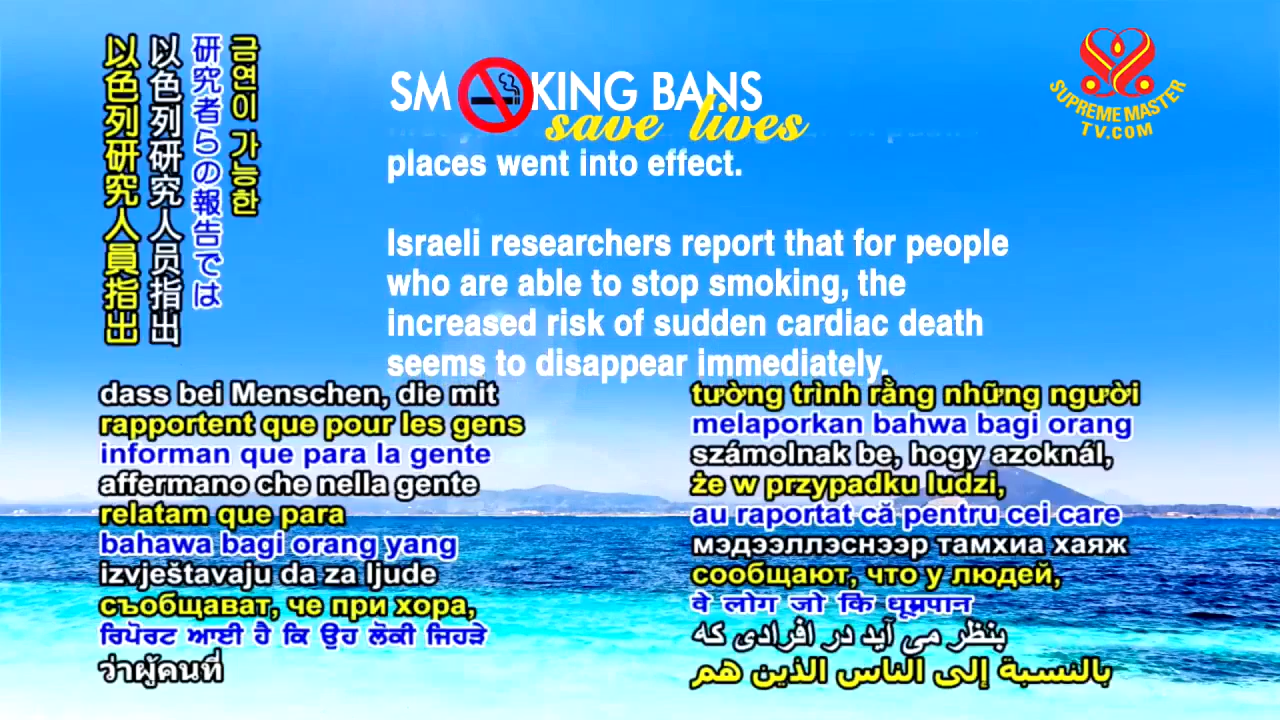 금연이 가능한
研究者らの報告では
以色列研究人员指出
以色列研究人員指出
SMOKING BANS
save lives
SUPREME MASTER
TV.COM
places went into effect.
Israeli researchers report that for people
who are able to stop smoking, the
increased risk of sudden cardiac death
seems to disappear immediately.
dass bei Menschen, die mit
rapportent que pour les gens
informan que para la gente
affermano che nella gente
relatam que para
bahawa bagi orang yang
izvještavaju da za ljude
съобщават, че при хора,
ਰਿਪੋਰਟ ਆਈ ਹੈ ਕਿ ਉਹ ਲੋਕੀ ਜਿਹੜੇ
ว่าผู้คนที่
tường trình rằng những người
melaporkan bahwa bagi orang
számolnak be, hogy azoknál,
że w przypadku ludzi,
au raportat că pentru cei care
мэдээллэснээр тамхиа хаяж
сообщают, что у людей,
वे लोग जो कि धूम्रपान
بنظر می آید در افرادی که
بالنسبة إلى الناس الذين هم